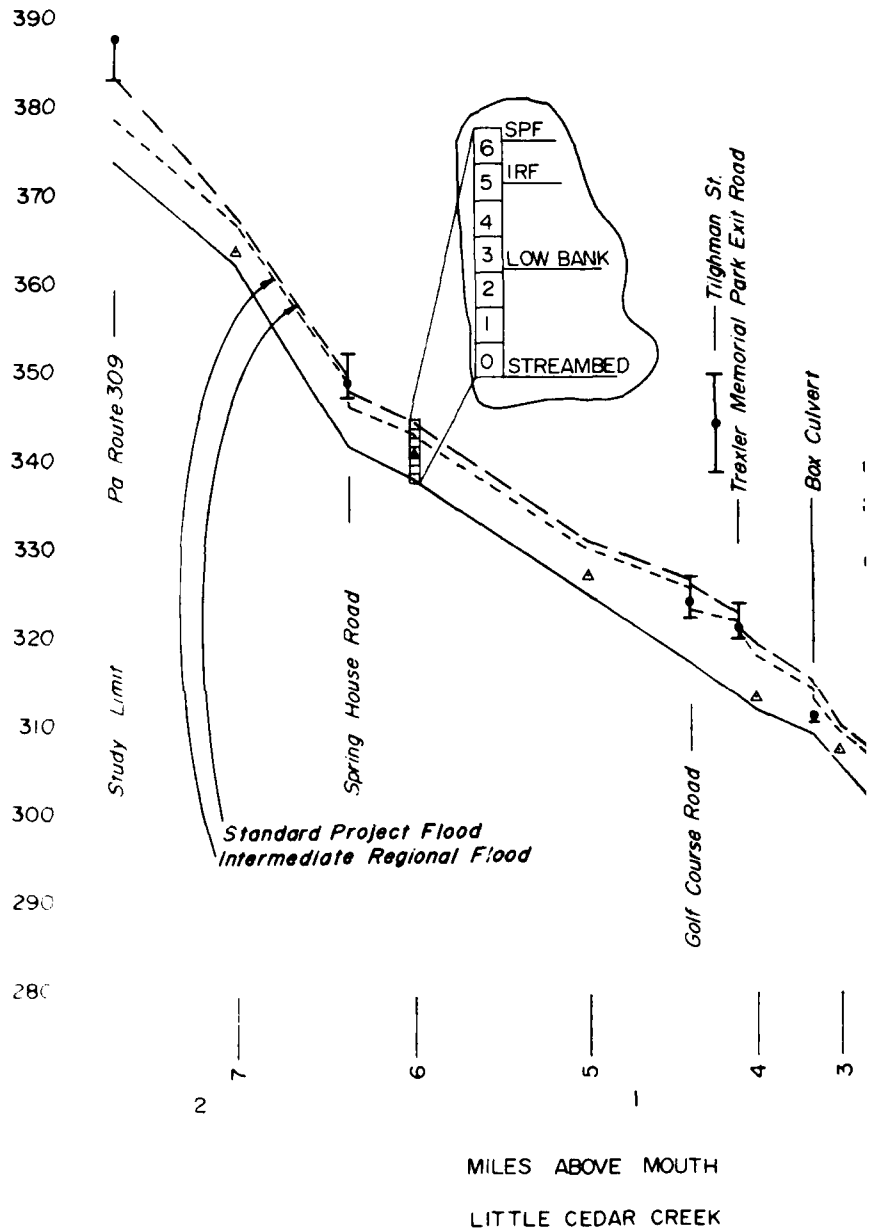 390
380
370
360
350
340
330
320
310
300
290
280
Study Limit
Pa Route 309
Spring House Road
6 SPF
5 IRF
4
3 LOW BANK
2
1
0 STREAMBED
Tilghman St.
Trexler Memorial Park Exit Road
Box Culvert
Golf Course Road
Standard Project Flood
Intermediate Regional Flood
7
6
5
4
3
2
1
MILES ABOVE MOUTH
LITTLE CEDAR CREEK